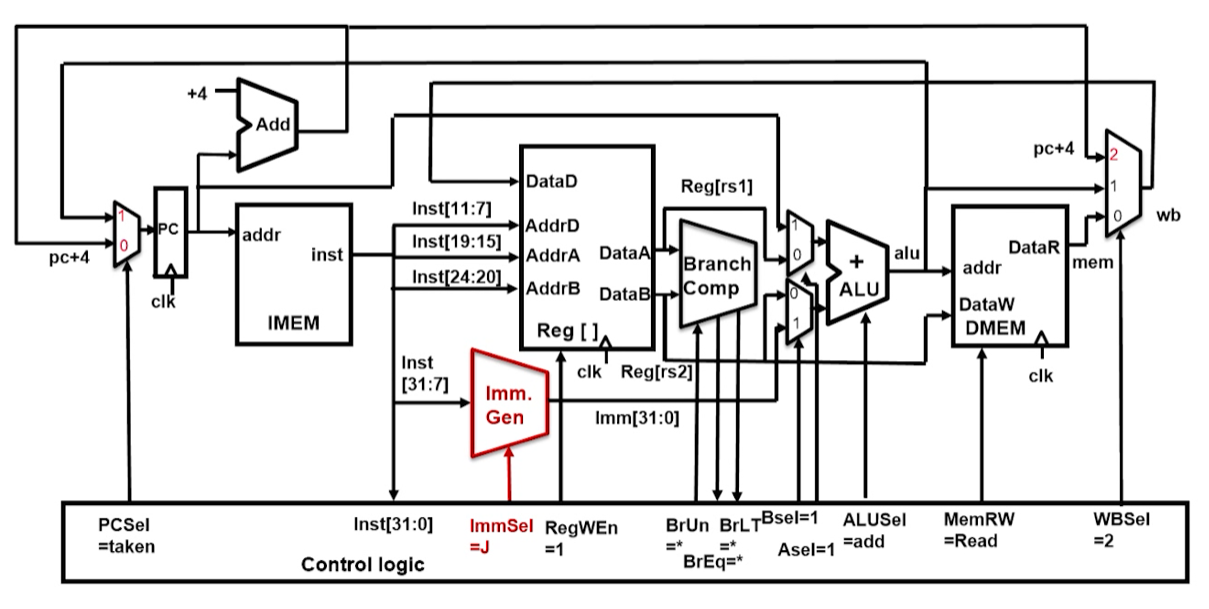 +4
Add
pc+4
1
0
PC
clk
addr
inst
IMEM
Inst[11:7]
Inst[19:15]
Inst[24:20]
DataD
AddrD
AddrA
AddrB
DataA
DataB
Reg [ ]
clk
Reg[rs1]
Reg[rs2]
Branch
Comp
1
0
0
1
+
ALU
alu
addr
DataR
DataW
DMEM
clk
mem
pc+4
2
1
0
wb
Inst
[31:7]
Imm.
Gen
Imm[31:0]
PCSel
=taken
Inst[31:0]
ImmSel
=J
RegWEn
=1
BrUn
=*
BrEq=*
BrLT
=*
Bsel=1
Asel=1
ALUSel
=add
MemRW
=Read
WBSel
=2
Control logic